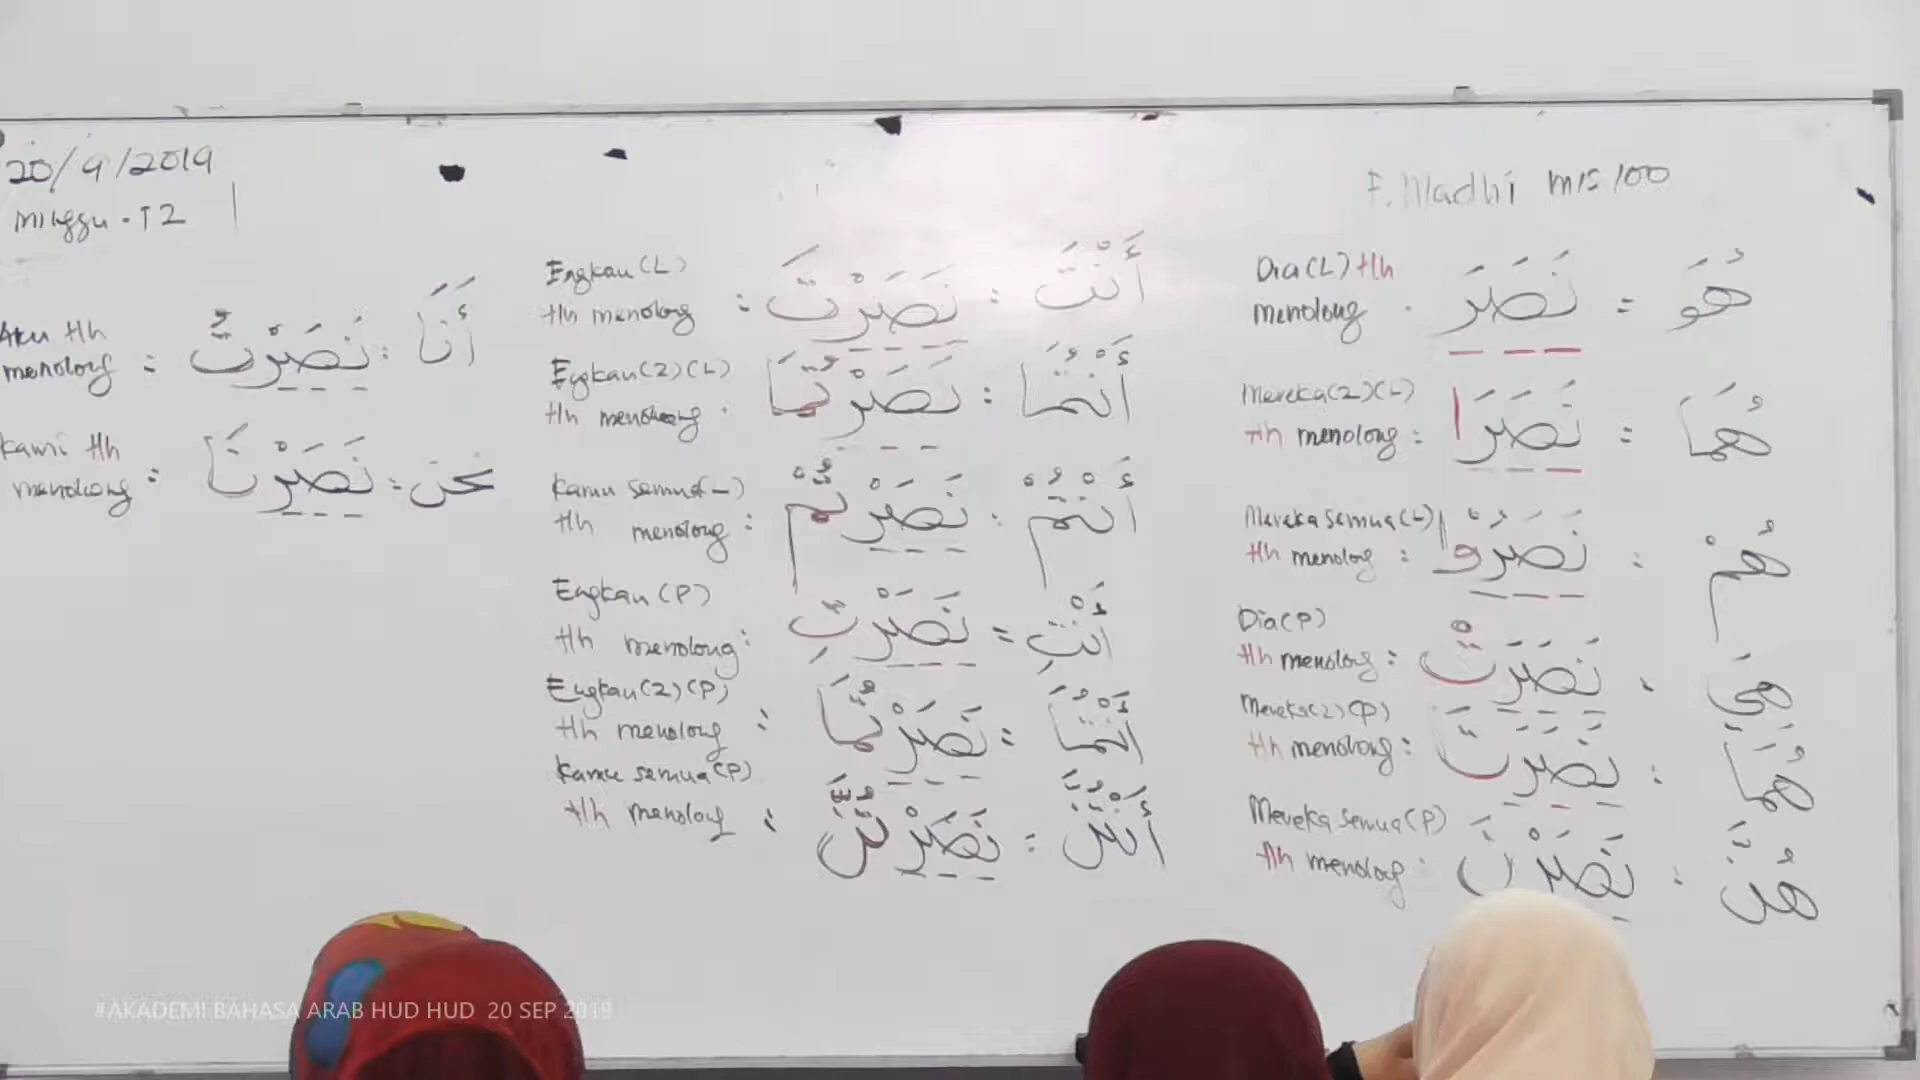 20/9/2019
Minggu - 12
F. Madhi m/s 100
Dia(L) tlh
menolong : نَصَرَ = هُوَ
Mereka(2)(L)
tlh menolong : نَصَرَا = هُمَا
Mereka semua(L)
tlh menolong : نَصَرُوْا : هُمْ
Dia(P)
tlh menolong : نَصَرَتْ : هِيَ
Mereka(2)(P)
tlh menolong : نَصَرَتَ : هُمَا
Mereka semua(P)
tlh menolong : نَصَرْنَ : هُنَّ
Engkau(L)
tlh menolong : نَصَرْتَ : أَنْتَ
Engkau(2)(L)
tlh menolong : نَصَرْتُمَا : أَنْتُمَا
Kamu semua(L)
tlh menolong : نَصَرْتُمْ : أَنْتُمْ
Engkau(P)
tlh menolong : نَصَرْتِ = أَنْتِ
Engkau(2)(P)
tlh menolong : نَصَرْتُمَا = أَنْتُمَا
Kamu semua(P)
tlh menolong : نَصَرْتُنَّ : أَنْتُنَّ
Aku tlh
menolong : نَصَرْتُ : أَنَا
Kami tlh
menolong : نَصَرْنَا = نحن
#AKADEMI BAHASA ARAB HUD HUD 20 SEP 2019